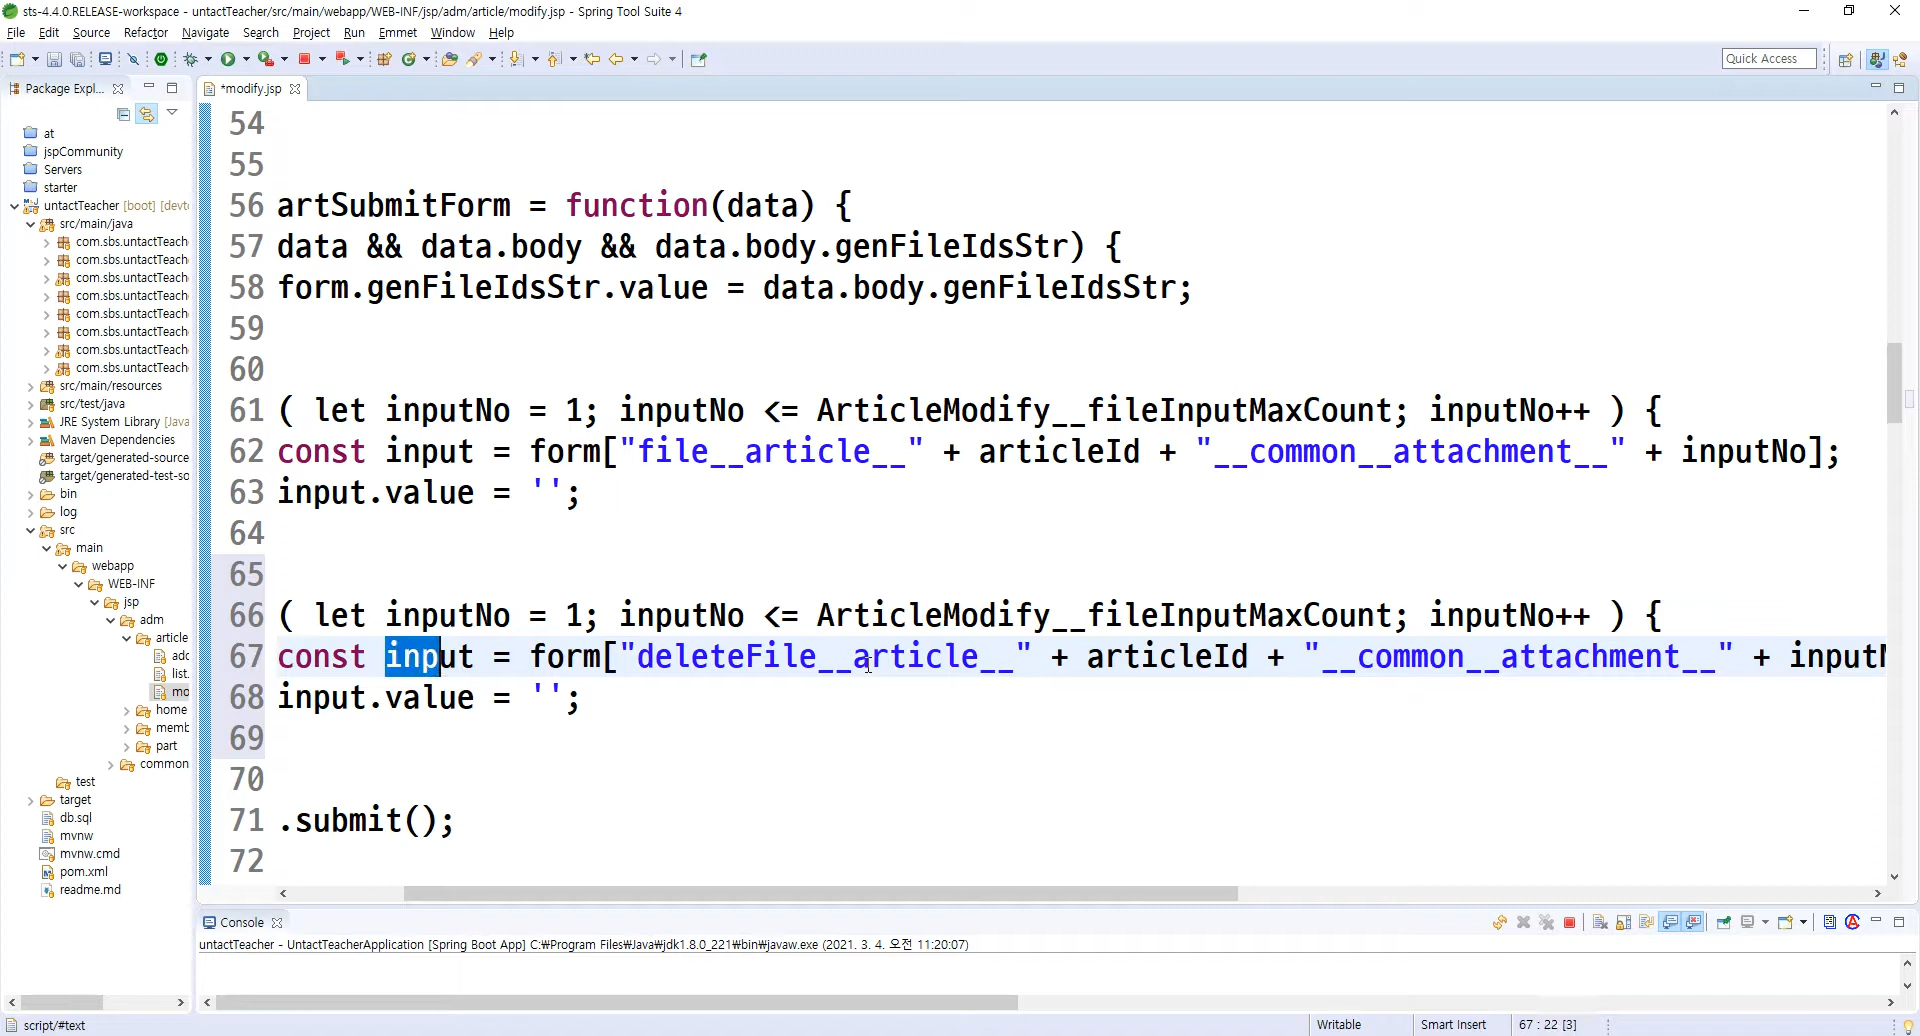 sts-4.4.0.RELEASE-workspace - untactTeacher/src/main/webapp/WEB-INF/jsp/adm/article/modify.jsp - Spring Tool Suite 4
File Edit Source Refactor Navigate Search Project Run Emmet Window Help
Quick Access
Package Expl...
*modify.jsp
at
jspCommunity
Servers
starter
untactTeacher [boot] [devto
src/main/java
com.sbs.untactTeach
com.sbs.untactTeach
com.sbs.untactTeach
com.sbs.untactTeach
com.sbs.untactTeach
com.sbs.untactTeach
com.sbs.untactTeach
com.sbs.untactTeach
src/main/resources
src/test/java
JRE System Library [Java
Maven Dependencies
target/generated-source
target/generated-test-so
bin
log
src
main
webapp
WEB-INF
jsp
adm
article
adc
list.
mo
home
memb
part
common
test
target
db.sql
mvnw
mvnw.cmd
pom.xml
readme.md
54
55
56 artSubmitForm = function(data) {
57 data && data.body && data.body.genFileIdsStr) {
58 form.genFileIdsStr.value = data.body.genFileIdsStr;
59
60
61 ( let inputNo = 1; inputNo <= ArticleModify__fileInputMaxCount; inputNo++ ) {
62 const input = form["file__article__" + articleId + "__common__attachment__" + inputNo];
63 input.value = '';
64
65
66 ( let inputNo = 1; inputNo <= ArticleModify__fileInputMaxCount; inputNo++ ) {
67 const input = form["deleteFile__article__" + articleId + "__common__attachment__" + inputN
68 input.value = '';
69
70
71 .submit();
72
Console
untactTeacher - UntactTeacherApplication [Spring Boot App] C:₩Program Files₩Java₩jdk1.8.0_221₩bin₩javaw.exe (2021. 3. 4. 오전 11:20:07)
script/#text
Writable
Smart Insert
67 : 22 [3]